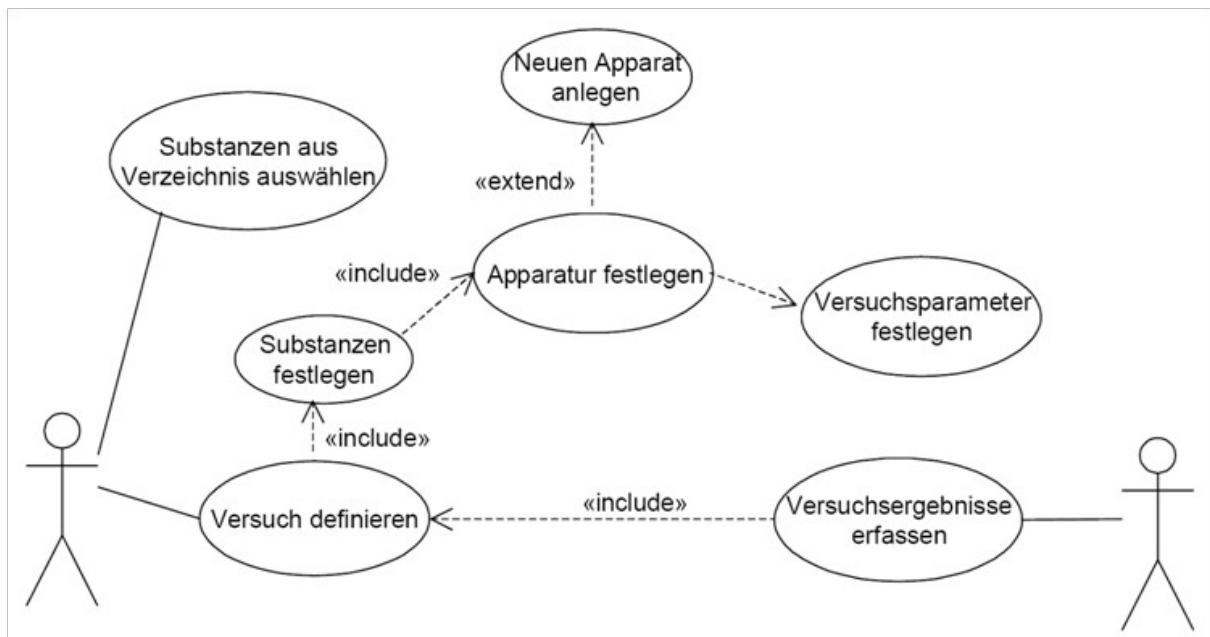 Neuen Apparat
anlegen
Substanzen aus
Verzeichnis auswählen
«extend»
«include»
Apparatur festlegen
Versuchsparameter
festlegen
Substanzen
festlegen
«include»
Versuch definieren
«include»
Versuchsergebnisse
erfassen